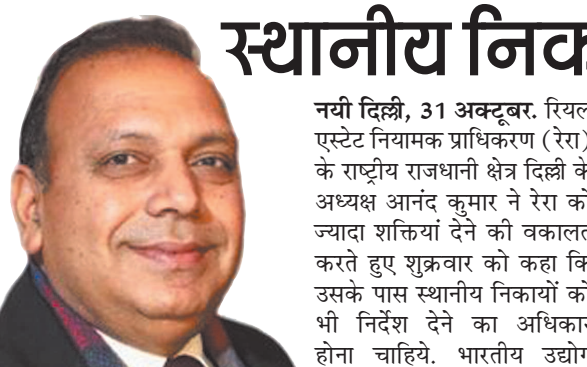 स्थानीय निक
नयी दिल्ली, 31 अक्टूबर. रियल
एस्टेट नियामक प्राधिकरण (रेरा)
के राष्ट्रीय राजधानी क्षेत्र दिल्ली के
अध्यक्ष आनंद कुमार ने रेरा को
ज्यादा शक्तियां देने की वकालत
करते हुए शुक्रवार को कहा कि
उसके पास स्थानीय निकायों को
भी निर्देश देने का अधिकार
होना चाहिये. भारतीय उद्योग